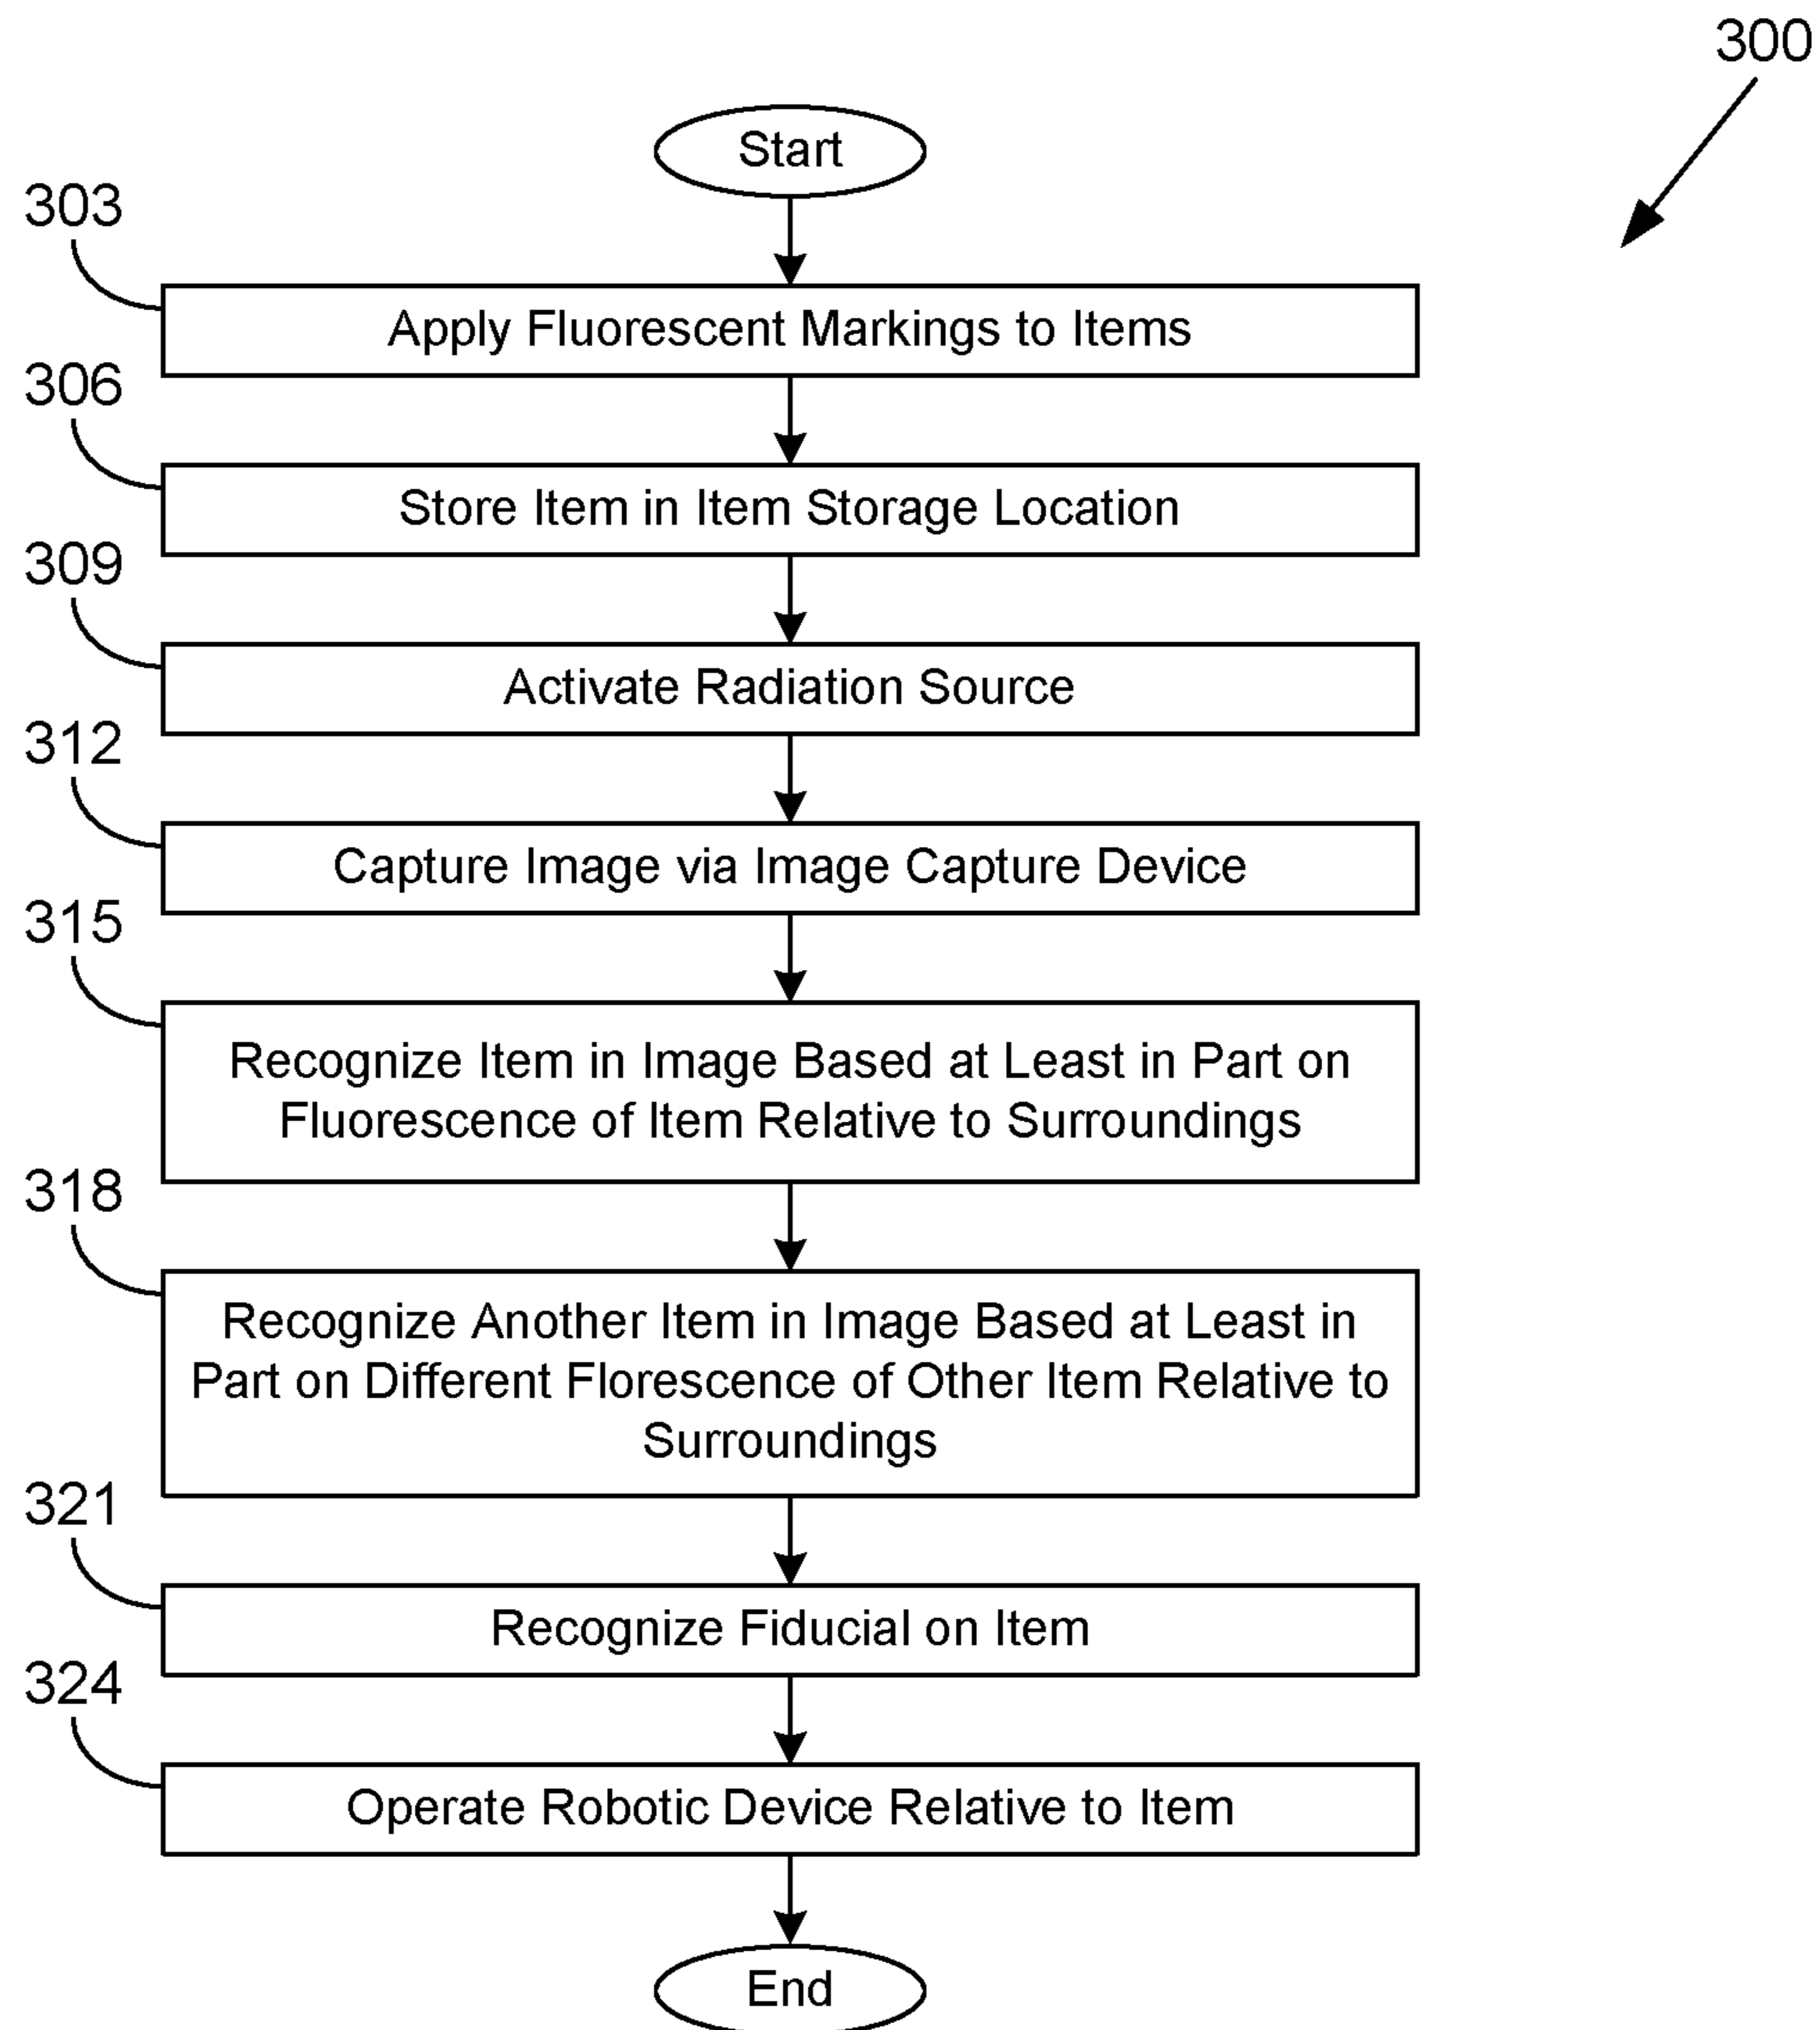 300
Start
303
Apply Fluorescent Markings to Items
306
Store Item in Item Storage Location
309
Activate Radiation Source
312
Capture Image via Image Capture Device
315
Recognize Item in Image Based at Least in Part on
Fluorescence of Item Relative to Surroundings
318
Recognize Another Item in Image Based at Least in
Part on Different Florescence of Other Item Relative to
Surroundings
321
Recognize Fiducial on Item
324
Operate Robotic Device Relative to Item
End